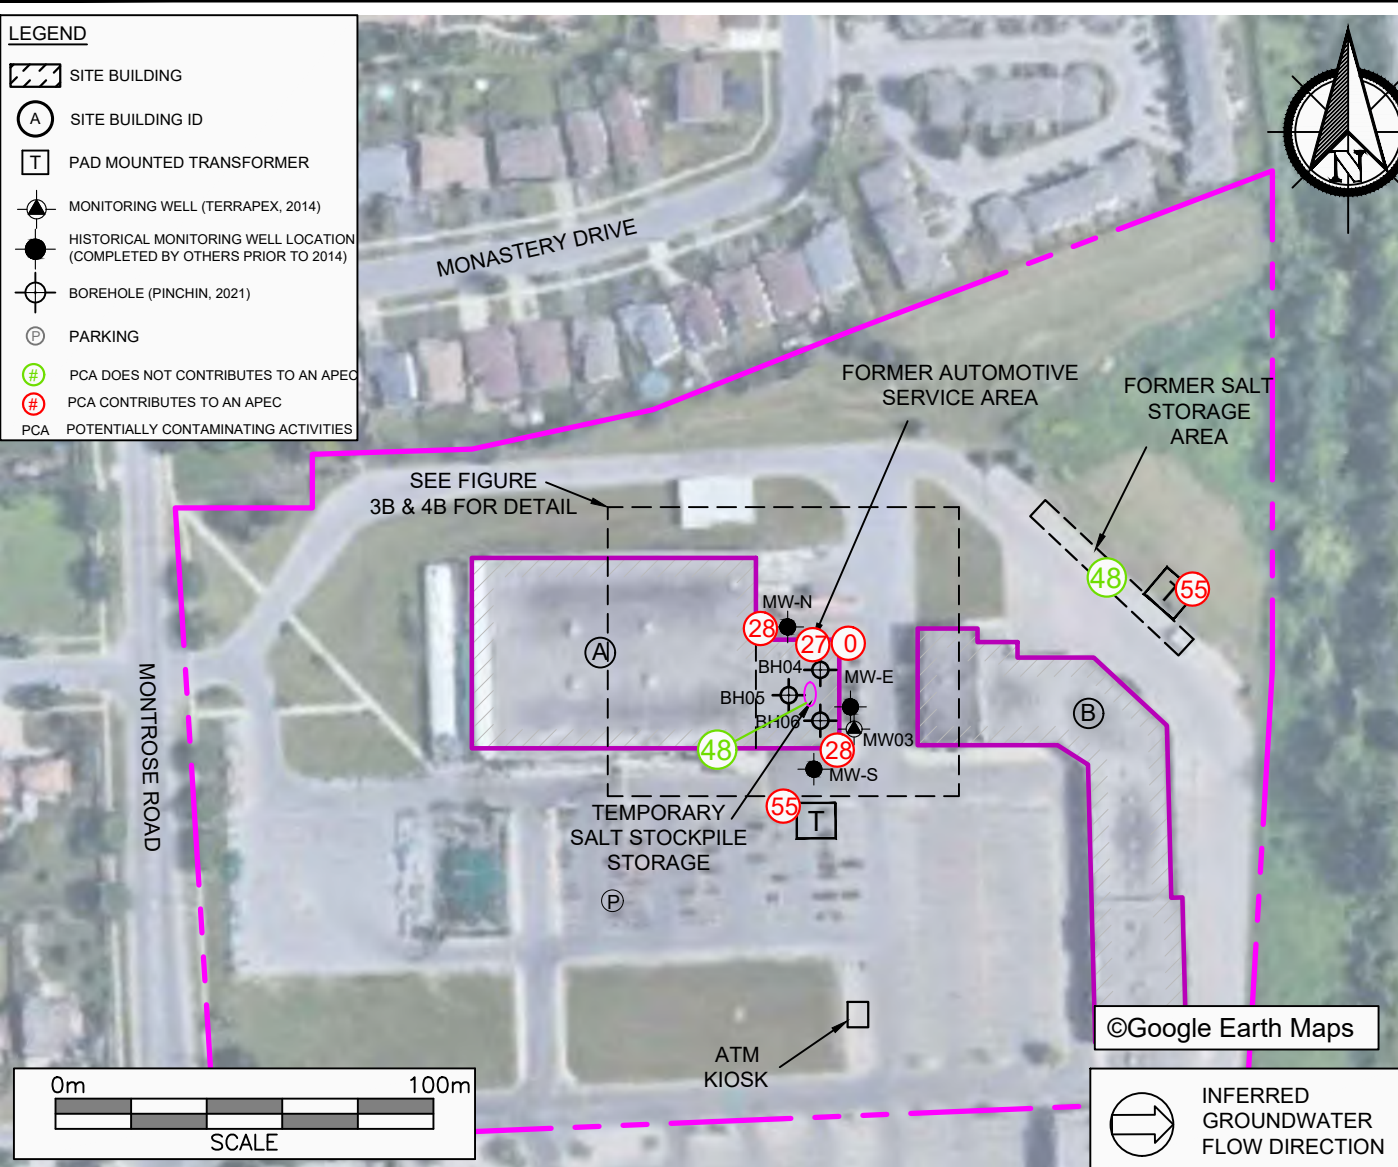 LEGEND
SITE BUILDING
A
SITE BUILDING ID
T
PAD MOUNTED TRANSFORMER
MONITORING WELL (TERRAPEX, 2014)
HISTORICAL MONITORING WELL LOCATION
(COMPLETED BY OTHERS PRIOR TO 2014)
BOREHOLE (PINCHIN, 2021)
P
PARKING
#
PCA DOES NOT CONTRIBUTES TO AN APEC
#
PCA CONTRIBUTES TO AN APEC
PCA POTENTIALLY CONTAMINATING ACTIVITIES
N
MONASTERY DRIVE
FORMER AUTOMOTIVE
SERVICE AREA
FORMER SALT
STORAGE
AREA
SEE FIGURE
3B & 4B FOR DETAIL
48
T
55
MW-N
28
27
0
A
BH04
MW-E
BH05
BH06
MW03
48
28
MW-S
B
MONTROSE ROAD
55
T
TEMPORARY
SALT STOCKPILE
STORAGE
P
ATM
KIOSK
©Google Earth Maps
0m
100m
SCALE
INFERRED
GROUNDWATER
FLOW DIRECTION